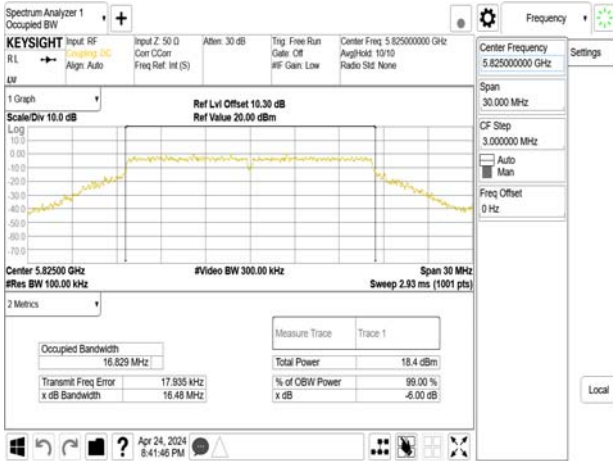 Spectrum Analyzer 1
Occupied BW
+
Frequency
KEYSIGHT
RL
Input: RF
Coupling: DC
Align: Auto
Input Z: 50 Ω
Corr CCorr
Freq Ref: Int (S)
Atten: 30 dB
Trig: Free Run
Gate: Off
#IF Gain: Low
Center Freq: 5.825000000 GHz
Avg|Hold: 10/10
Radio Std: None
1 Graph
Scale/Div 10.0 dB
Ref Lvl Offset 10.30 dB
Ref Value 20.00 dBm
Log
10.0
0.00
-10.0
-20.0
-30.0
-40.0
-50.0
-60.0
-70.0
Center 5.82500 GHz
#Res BW 100.00 kHz
#Video BW 300.00 kHz
Span 30 MHz
Sweep 2.93 ms (1001 pts)
2 Metrics
Measure Trace
Trace 1
Occupied Bandwidth
16.829 MHz
Total Power
18.4 dBm
Transmit Freq Error
17.935 kHz
% of OBW Power
99.00 %
x dB Bandwidth
16.48 MHz
x dB
-6.00 dB
Center Frequency
5.825000000 GHz
Settings
Span
30.000 MHz
CF Step
3.000000 MHz
Auto
Man
Freq Offset
0 Hz
Local
?
Apr 24, 2024
8:41:46 PM